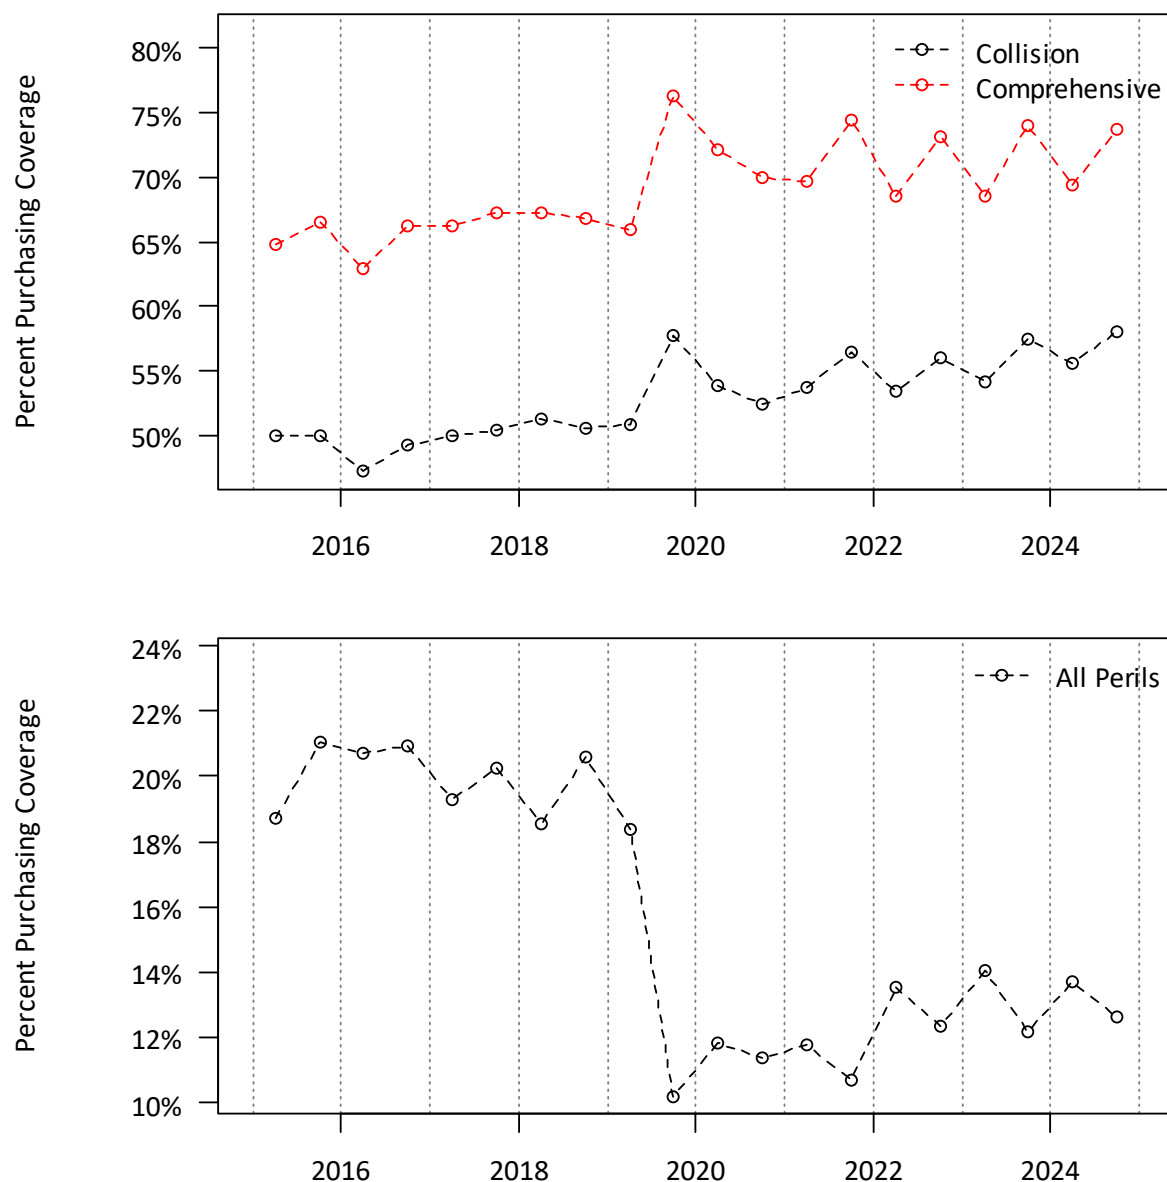 Percent Purchasing Coverage
80%
75%
70%
65%
60%
55%
50%
Collision
Comprehensive
2016 2018 2020 2022 2024
Percent Purchasing Coverage
24%
22%
20%
18%
16%
14%
12%
10%
All Perils
2016 2018 2020 2022 2024